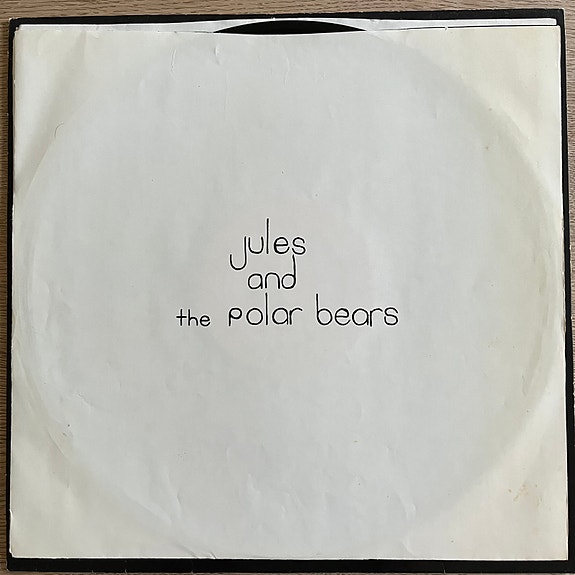 jules
and
the polar bears